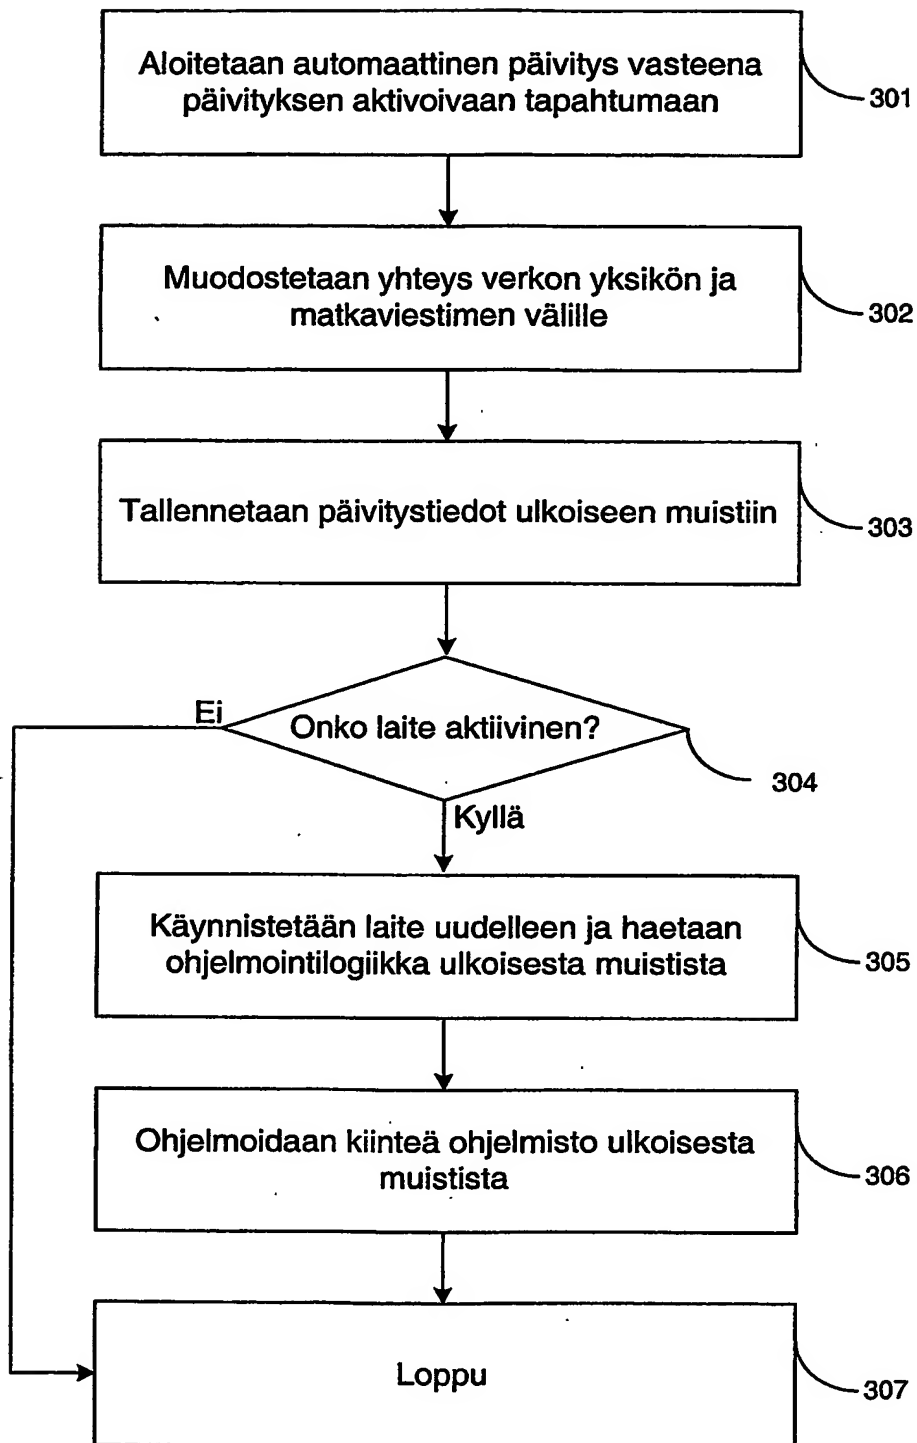 Aloitetaan automaattinen päivitys vasteena
päivityksen aktivoivaan tapahtumaan
301
Muodostetaan yhteys verkon yksikön ja
matkaviestimen välille
302
Tallennetaan päivitystiedot ulkoiseen muistiin
303
Ei
Onko laite aktiivinen?
304
Kyllä
Käynnistetään laite uudelleen ja haetaan
ohjelmointilogiikka ulkoisesta muistista
305
Ohjelmoidaan kiinteä ohjelmisto ulkoisesta
muistista
306
Loppu
307